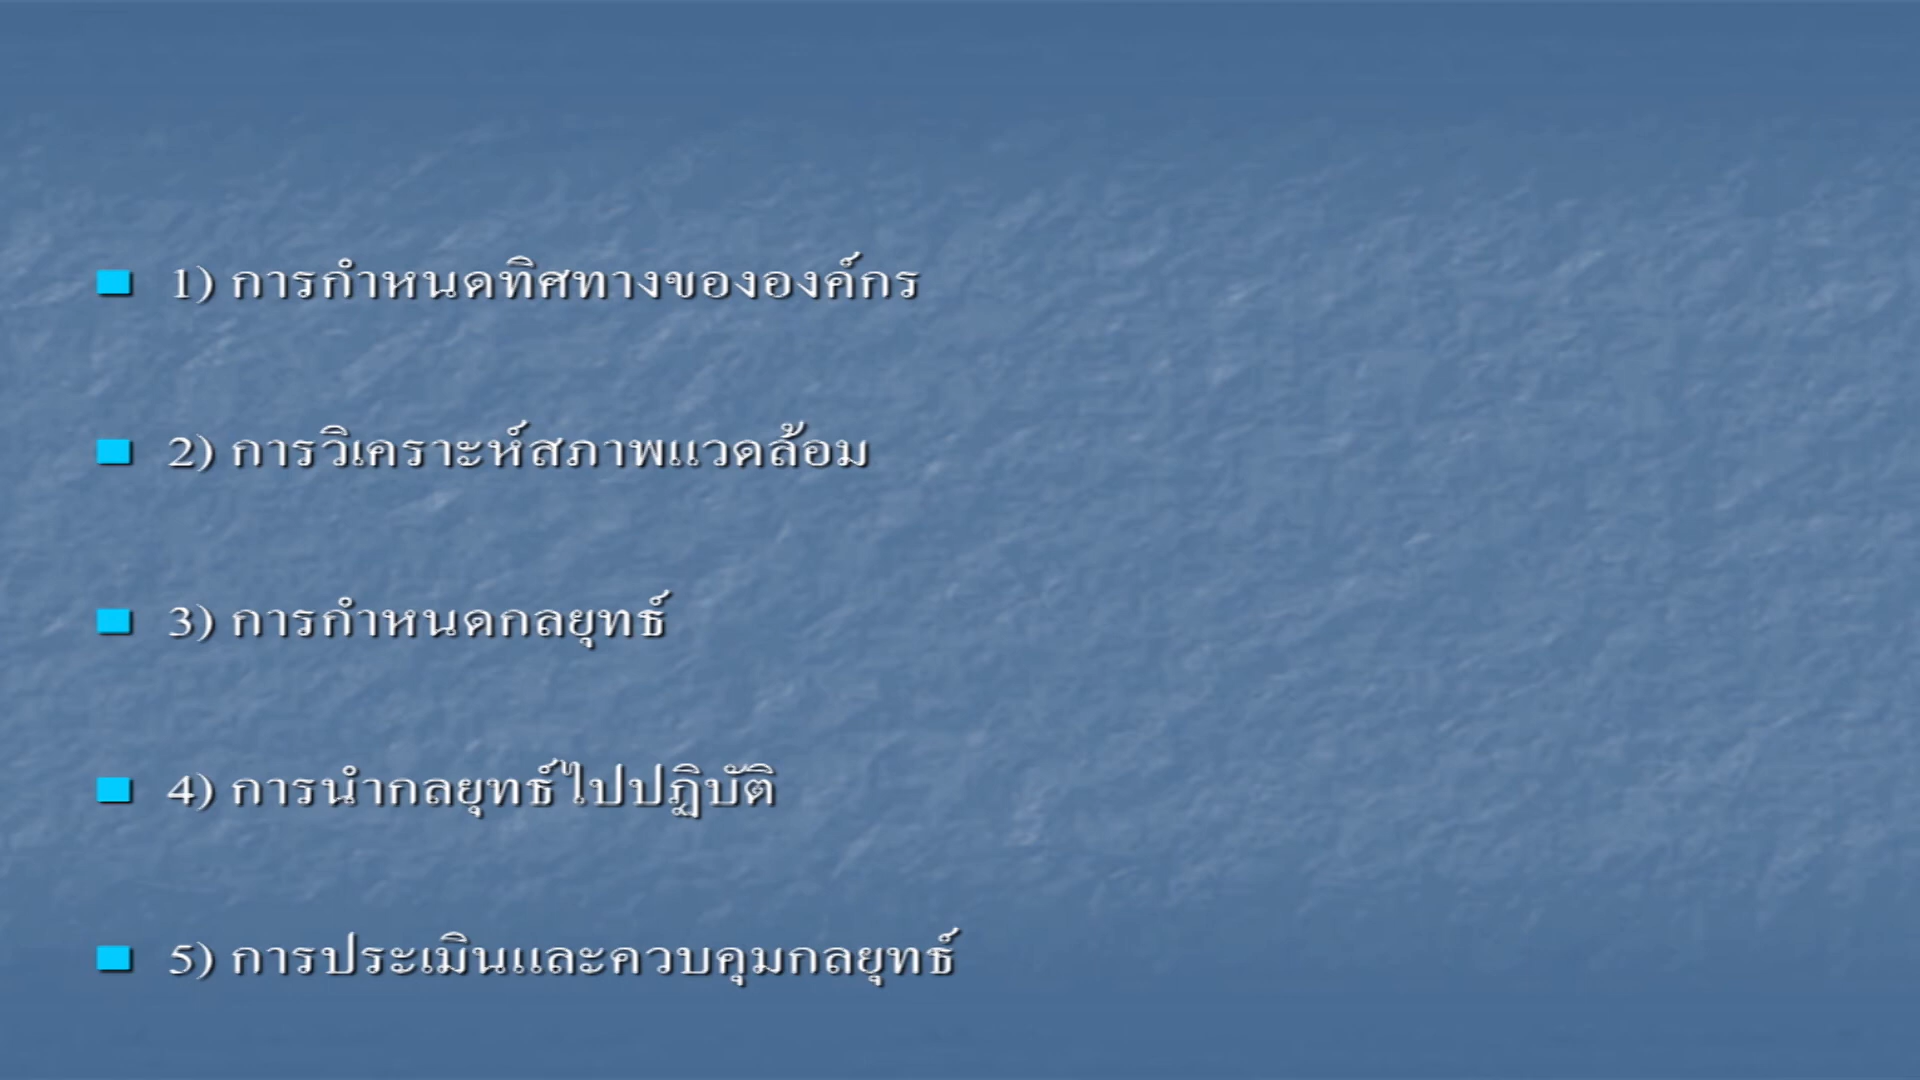 1) การกำหนดทิศทางขององค์กร
2) การวิเคราะห์สภาพแวดล้อม
3) การกำหนดกลยุทธ์
4) การนำกลยุทธ์ไปปฏิบัติ
5) การประเมินและควบคุมกลยุทธ์